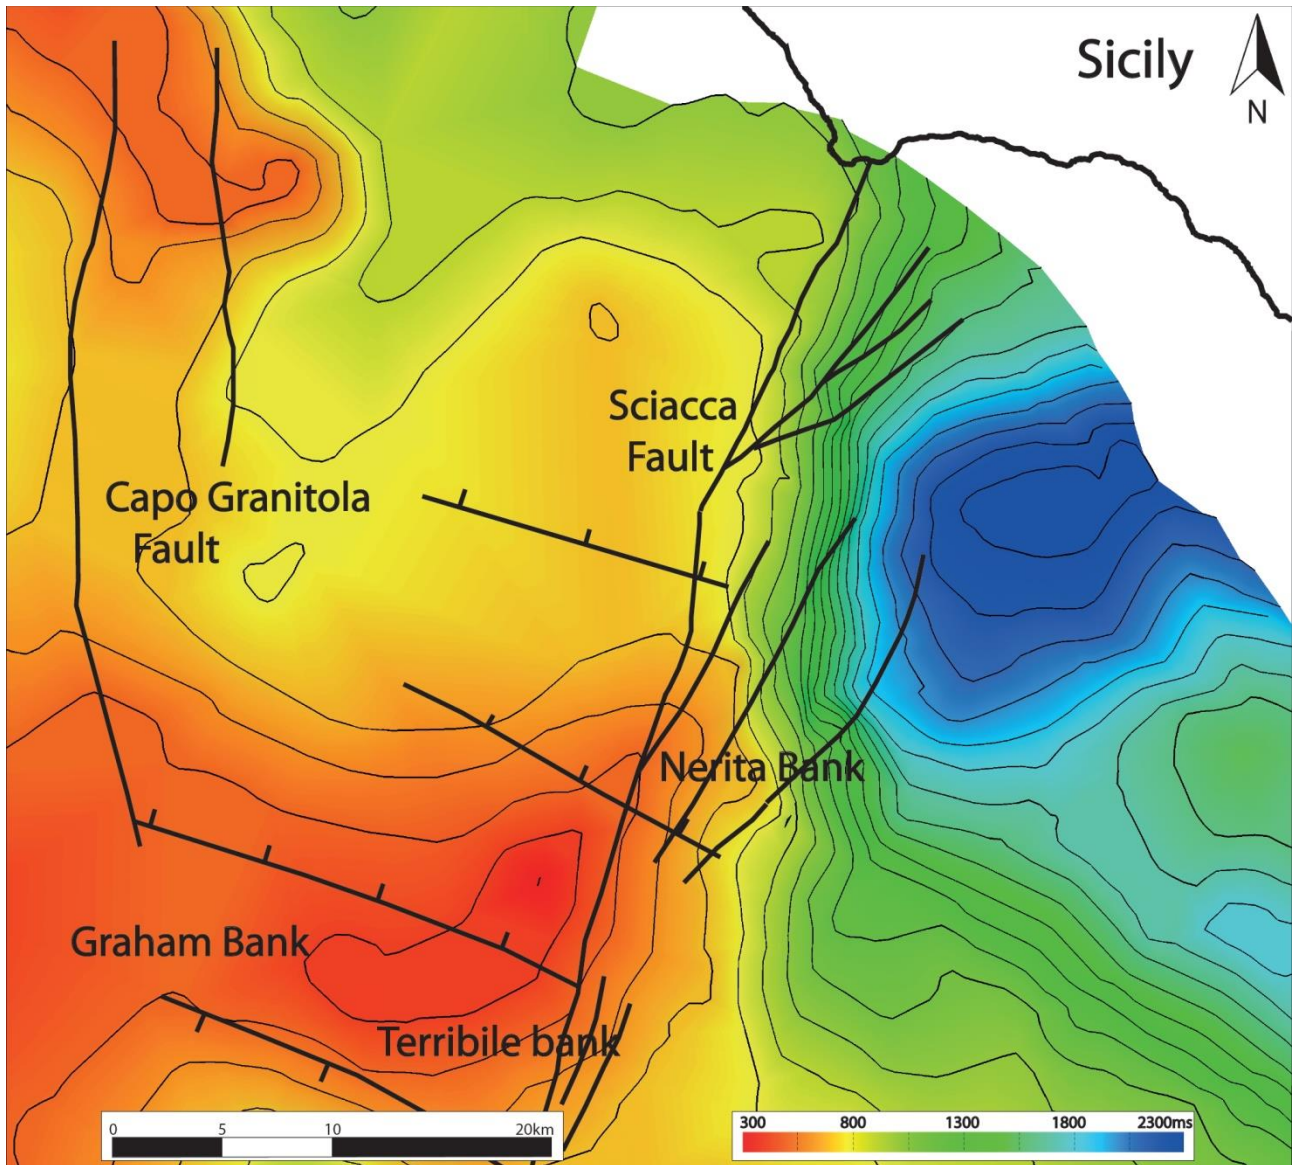 Sicily
N
Sciacca
Fault
Capo Granitola
Fault
Nerita Bank
Graham Bank
Terribile bank
0 5 10 20km
300 800 1300 1800 2300ms